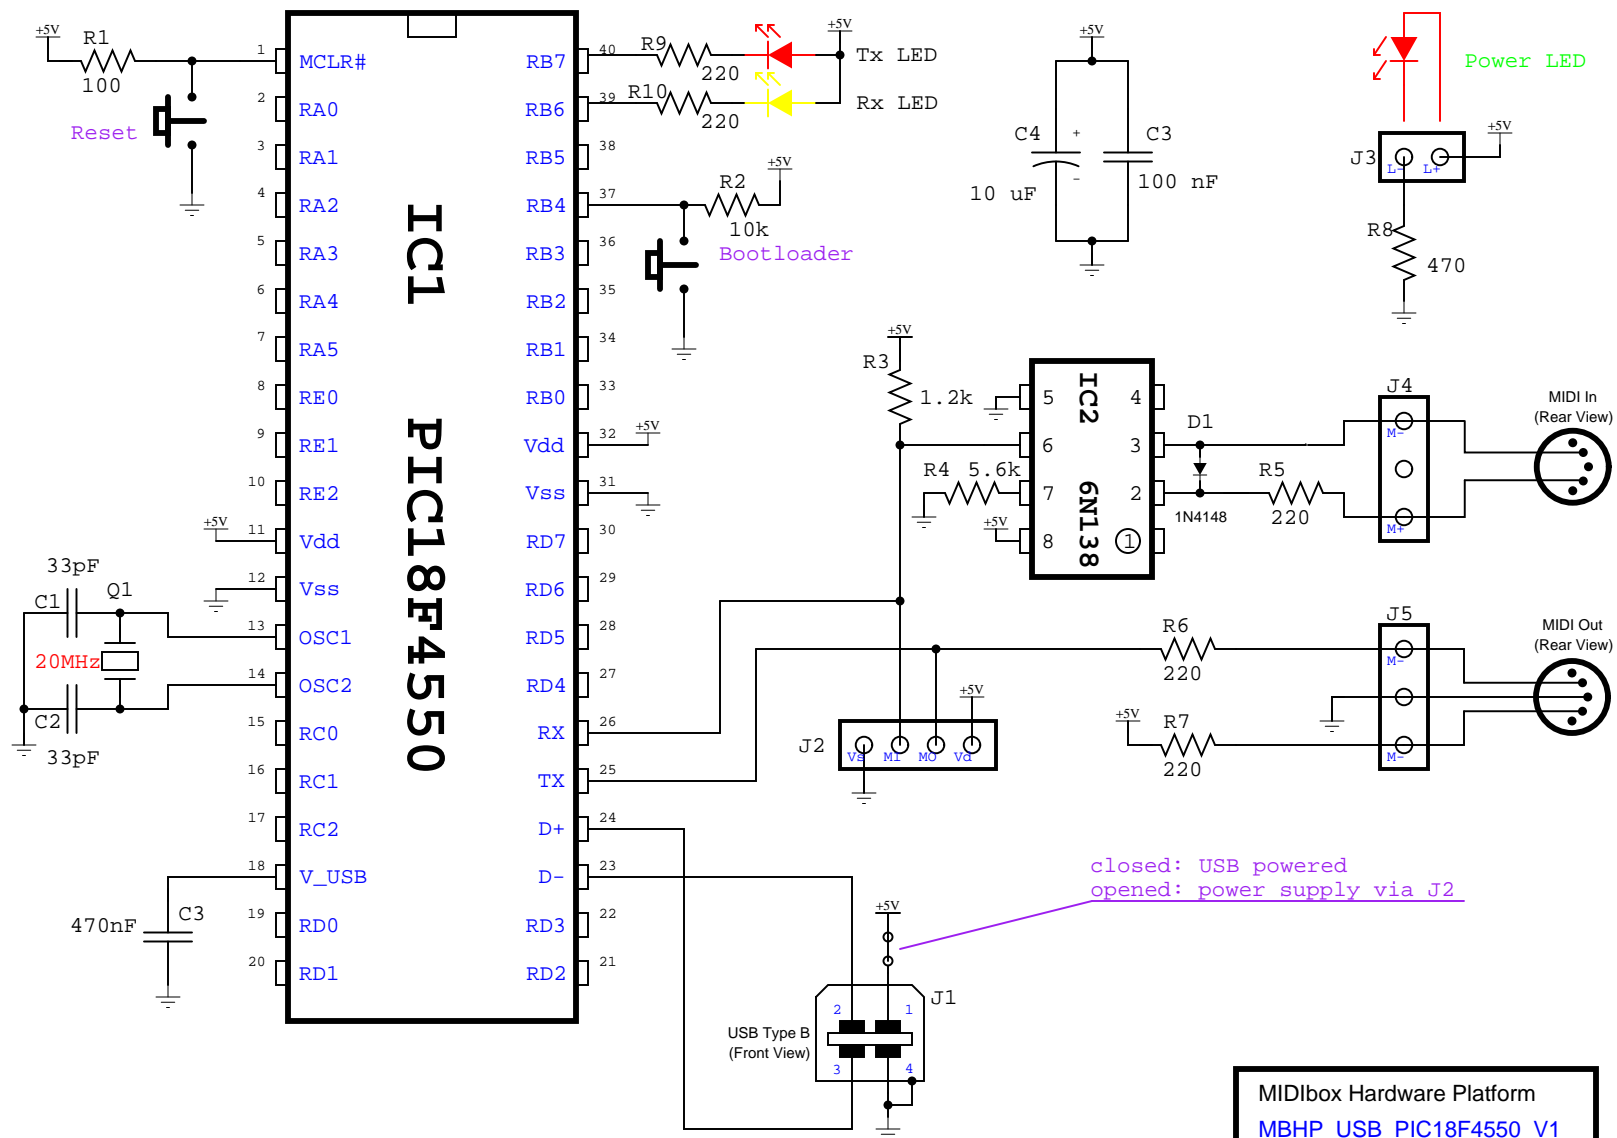 +5V
R1
100
Reset
1
MCLR#
2
RA0
3
RA1
4
RA2
5
RA3
6
RA4
7
RA5
8
RE0
9
RE1
10
RE2
+5V
11
Vdd
12
Vss
13
OSC1
14
OSC2
15
RC0
16
RC1
17
RC2
18
V_USB
19
RD0
20
RD1
33pF
C1
Q1
20MHz
C2
33pF
470nF
C3
IC1
PIC18F4550
RB7
40
RB6
39
RB5
38
RB4
37
RB3
36
RB2
35
RB1
34
RB0
33
Vdd
32
+5V
Vss
31
RD7
30
RD6
29
RD5
28
RD4
27
RX
26
TX
25
D+
24
D-
23
RD3
22
RD2
21
R9
220
R10
220
+5V
Tx LED
Rx LED
R2
10k
+5V
Bootloader
+5V
C4
+
-
10 uF
C3
100 nF
Power LED
J3
L-
L+
+5V
R8
470
+5V
R3
1.2k
R4
5.6k
+5V
IC2
6N138
5
6
7
8
4
3
2
1
D1
1N4148
R5
220
J4
M-
M+
MIDI In
(Rear View)
R6
220
+5V
R7
220
J5
M-
M-
MIDI Out
(Rear View)
J2
Vs
MI
MO
Vd
+5V
closed: USB powered
opened: power supply via J2
+5V
J1
2
1
3
4
USB Type B
(Front View)
MIDIbox Hardware Platform
MBHP_USB_PIC18F4550_V1